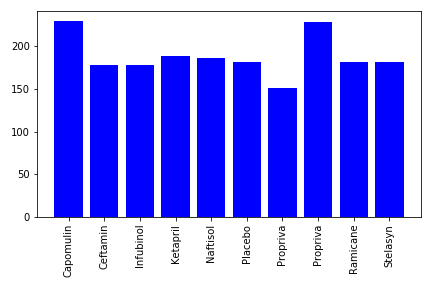 200
150
100
50
0
Capomulin
Ceftamin
Infubinol
Ketapril
Naftisol
Placebo
Propriva
Propriva
Ramicane
Stelasyn